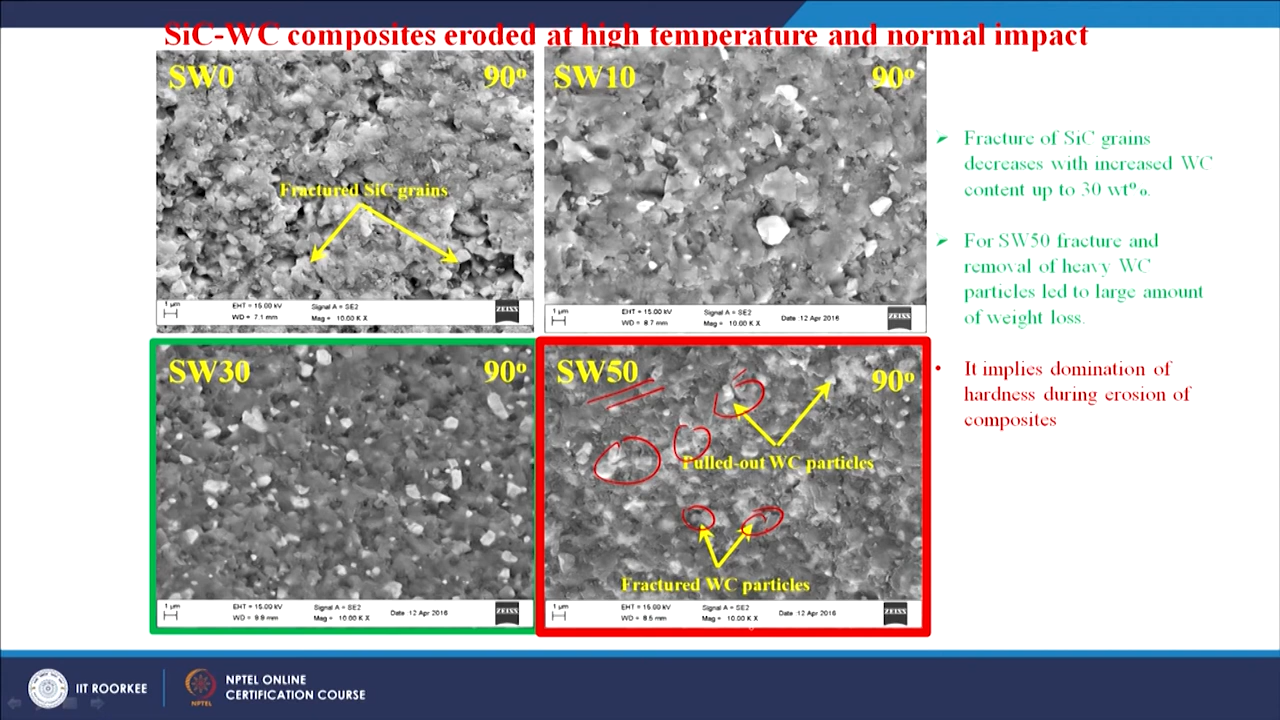 SiC-WC composites eroded at high temperature and normal impact
SW0 90º
Fractured SiC grains
1 µm
EHT = 15.00 kV Signal A = SE2
WD = 7.1 mm Mag = 10.00 K X
ZEISS
SW10 90º
1 µm
EHT = 15.00 kV Signal A = SE2
WD = 8.7 mm Mag = 10.00 K X
Date :12 Apr 2016
ZEISS
SW30 90º
1 µm
EHT = 15.00 kV Signal A = SE2
WD = 9.9 mm Mag = 10.00 K X
Date :12 Apr 2016
ZEISS
SW50 90º
Pulled-out WC particles
Fractured WC particles
1 µm
EHT = 15.00 kV Signal A = SE2
WD = 8.5 mm Mag = 10.00 K X
Date :12 Apr 2016
ZEISS
➢ Fracture of SiC grains
decreases with increased WC
content up to 30 wt%.
➢ For SW50 fracture and
removal of heavy WC
particles led to large amount
of weight loss.
• It implies domination of
hardness during erosion of
composites
IIT ROORKEE
NPTEL
NPTEL ONLINE
CERTIFICATION COURSE